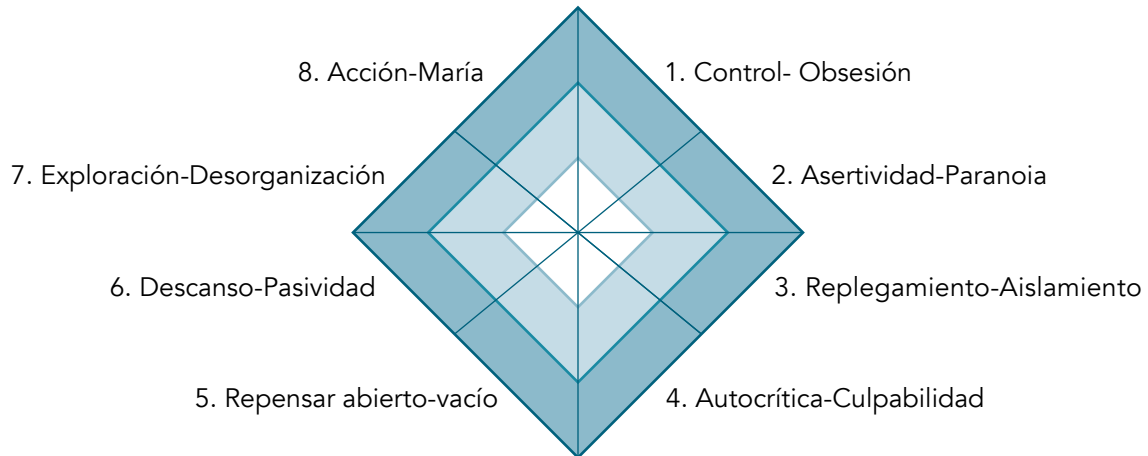 8. Acción-María
1. Control- Obsesión
7. Exploración-Desorganización
2. Asertividad-Paranoia
6. Descanso-Pasividad
3. Replegamiento-Aislamiento
5. Repensar abierto-vacío
4. Autocrítica-Culpabilidad